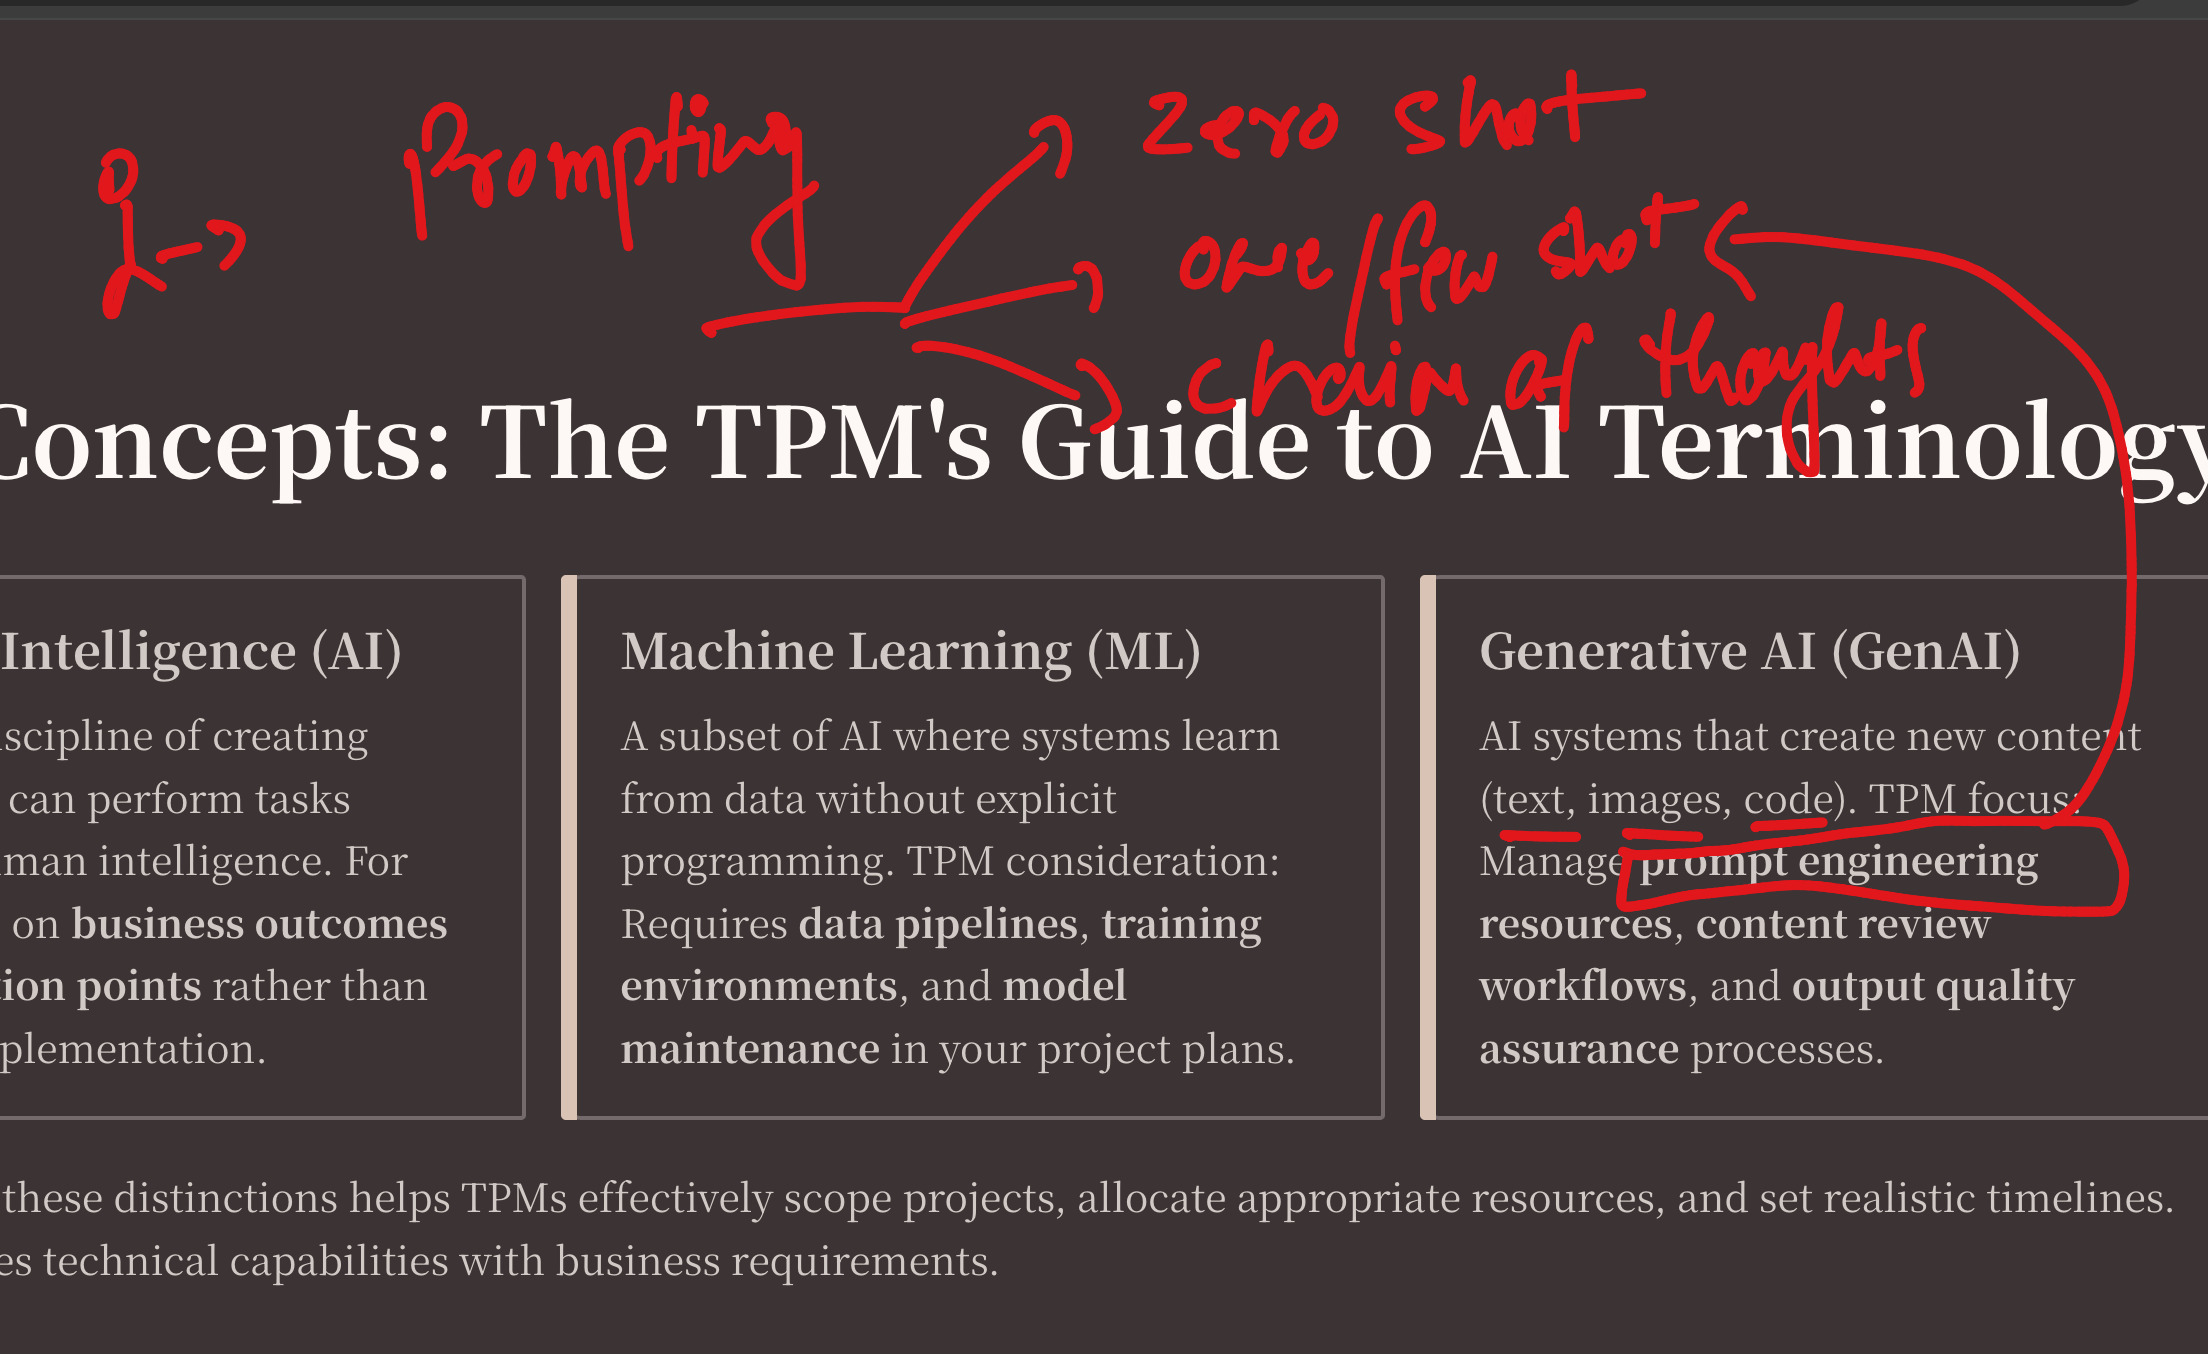 Prompting
zero shot
one/few shot
chain of thoughts
Concepts: The TPM's Guide to AI Terminology
Intelligence (AI)
discipline of creating
can perform tasks
human intelligence. For
on business outcomes
tion points rather than
plementation.
Machine Learning (ML)
A subset of AI where systems learn
from data without explicit
programming. TPM consideration:
Requires data pipelines, training
environments, and model
maintenance in your project plans.
Generative AI (GenAI)
AI systems that create new content
(text, images, code). TPM focus:
Manage prompt engineering
resources, content review
workflows, and output quality
assurance processes.
these distinctions helps TPMs effectively scope projects, allocate appropriate resources, and set realistic timelines.
es technical capabilities with business requirements.